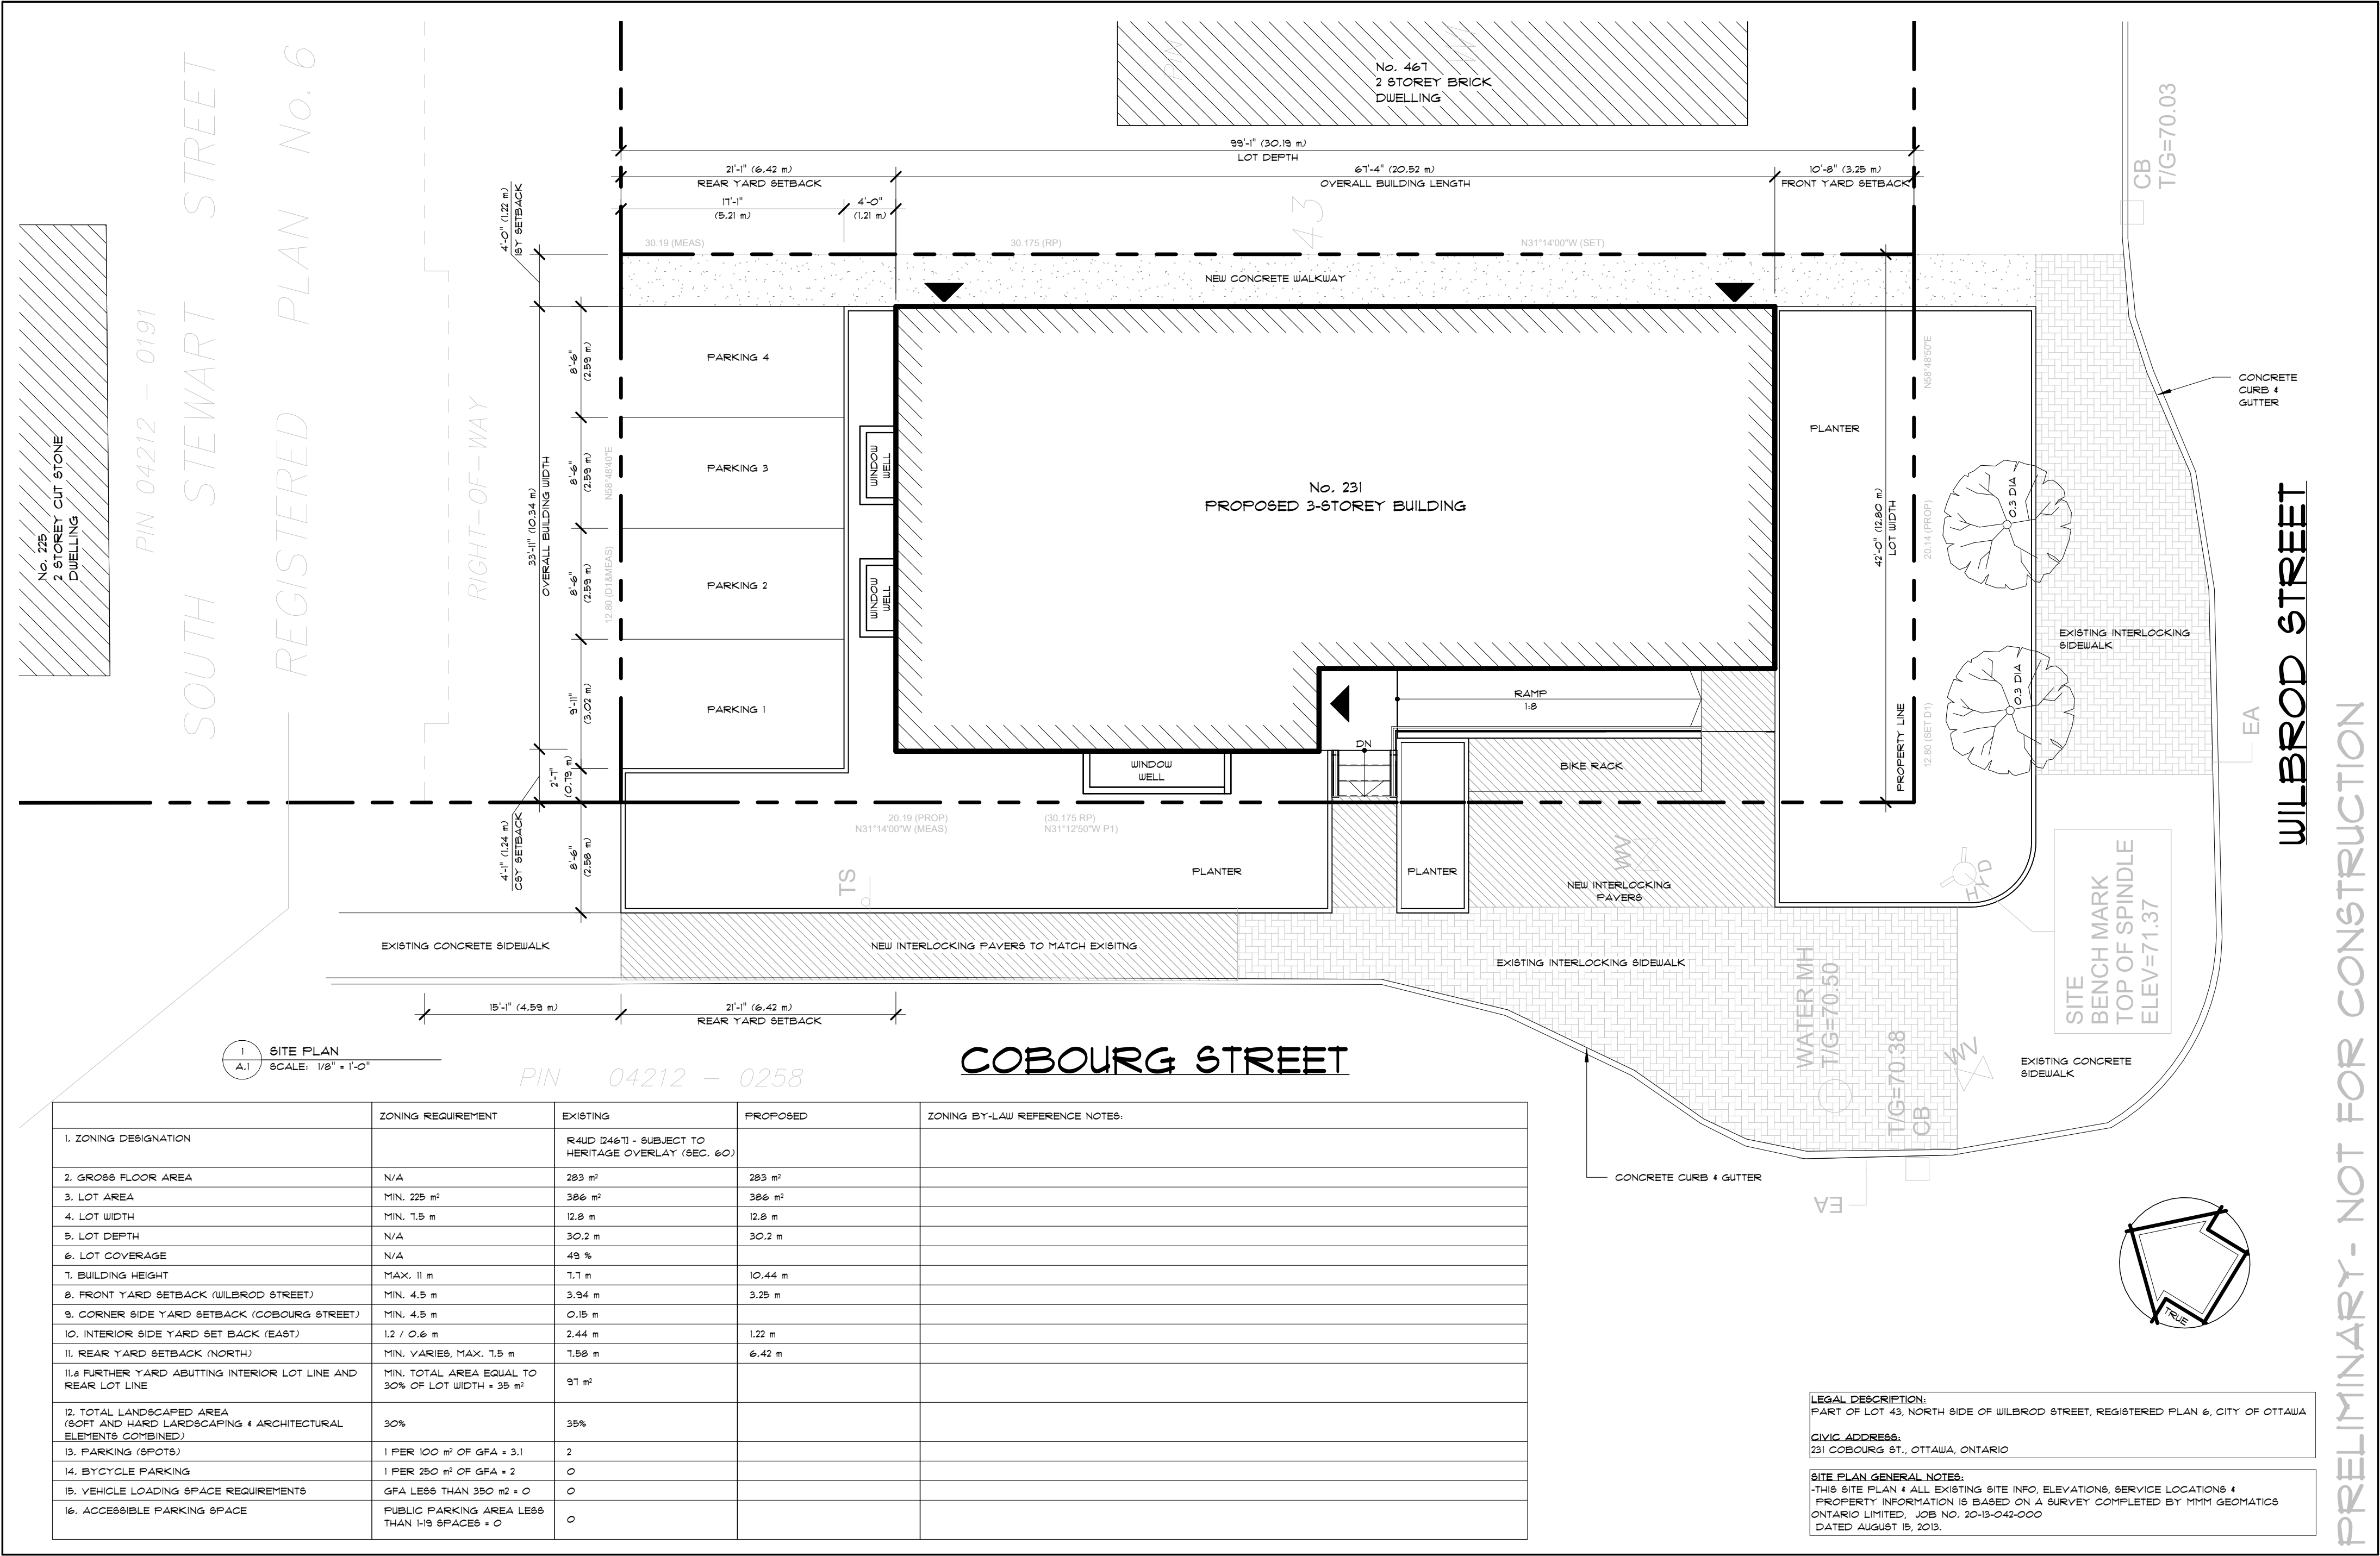 No. 467
2 STOREY BRICK
DWELLING
PIN
SOUTH STEWART STREET
REGISTERED PLAN No. 6
PIN 04212 - 0191
RIGHT-OF-WAY
No. 225
2 STOREY CUT STONE
DWELLING
99'-1" (30.19 m)
LOT DEPTH
21'-1" (6.42 m)
REAR YARD SETBACK
67'-4" (20.52 m)
OVERALL BUILDING LENGTH
10'-8" (3.25 m)
FRONT YARD SETBACK
17'-1"
(5.21 m)
4'-0"
(1.21 m)
4'-0" (1.22 m)
ISY SETBACK
43
30.19 (MEAS)
30.175 (RP)
N31°14'00"W (SET)
NEW CONCRETE WALKWAY
CB
T/G=70.03
CONCRETE
CURB &
GUTTER
PARKING 4
PARKING 3
PARKING 2
PARKING 1
8'-6"
(2.59 m)
8'-6"
(2.59 m)
8'-6"
(2.59 m)
9'-11"
(3.02 m)
2'-7"
(0.79 m)
8'-6"
(2.58 m)
33'-11" (10.34 m)
OVERALL BUILDING WIDTH
4'-1" (1.24 m)
CSY SETBACK
N58°48'40"E
12.80 (D1&MEAS)
WINDOW
WELL
WINDOW
WELL
No. 231
PROPOSED 3-STOREY BUILDING
PLANTER
42'-0" (12.80 m)
LOT WIDTH
PROPERTY LINE
N58°48'50"E
20.14 (PROP)
12.80 (SET D1)
0.3 DIA
0.3 DIA
EXISTING INTERLOCKING
SIDEWALK
EA
WILBROD STREET
RAMP
1:8
DN
BIKE RACK
WINDOW
WELL
20.19 (PROP)
N31°14'00"W (MEAS)
(30.175 RP)
N31°12'50"W P1)
TS
PLANTER
PLANTER
WV
NEW INTERLOCKING
PAVERS
HYD
SITE
BENCH MARK
TOP OF SPINDLE
ELEV=71.37
EXISTING CONCRETE SIDEWALK
NEW INTERLOCKING PAVERS TO MATCH EXISITNG
EXISTING INTERLOCKING SIDEWALK
WATER MH
T/G=70.50
T/G=70.38
CB
WV
EXISTING CONCRETE
SIDEWALK
15'-1" (4.59 m)
21'-1" (6.42 m)
REAR YARD SETBACK
1
A.1
SITE PLAN
SCALE: 1/8" = 1'-0"
PIN 04212 - 0258
COBOURG STREET
CONCRETE CURB & GUTTER
EA
TRUE
ZONING REQUIREMENT EXISTING PROPOSED ZONING BY-LAW REFERENCE NOTES:
1. ZONING DESIGNATION R4UD [2467] - SUBJECT TO
HERITAGE OVERLAY (SEC. 60)
2. GROSS FLOOR AREA N/A 283 m² 283 m²
3. LOT AREA MIN. 225 m² 386 m² 386 m²
4. LOT WIDTH MIN. 7.5 m 12.8 m 12.8 m
5. LOT DEPTH N/A 30.2 m 30.2 m
6. LOT COVERAGE N/A 49 %
7. BUILDING HEIGHT MAX. 11 m 7.7 m 10.44 m
8. FRONT YARD SETBACK (WILBROD STREET) MIN. 4.5 m 3.94 m 3.25 m
9. CORNER SIDE YARD SETBACK (COBOURG STREET) MIN. 4.5 m 0.15 m
10. INTERIOR SIDE YARD SET BACK (EAST) 1.2 / 0.6 m 2.44 m 1.22 m
11. REAR YARD SETBACK (NORTH) MIN. VARIES, MAX. 7.5 m 7.58 m 6.42 m
11.a FURTHER YARD ABUTTING INTERIOR LOT LINE AND MIN. TOTAL AREA EQUAL TO
REAR LOT LINE 30% OF LOT WIDTH = 35 m² 97 m²
12. TOTAL LANDSCAPED AREA
(SOFT AND HARD LARDSCAPING & ARCHITECTURAL 30% 35%
ELEMENTS COMBINED)
13. PARKING (SPOTS) 1 PER 100 m² OF GFA = 3.1 2
14. BYCYCLE PARKING 1 PER 250 m² OF GFA = 2 0
15. VEHICLE LOADING SPACE REQUIREMENTS GFA LESS THAN 350 m2 = 0 0
16. ACCESSIBLE PARKING SPACE PUBLIC PARKING AREA LESS
THAN 1-19 SPACES = 0 0
LEGAL DESCRIPTION:
PART OF LOT 43, NORTH SIDE OF WILBROD STREET, REGISTERED PLAN 6, CITY OF OTTAWA
CIVIC ADDRESS:
231 COBOURG ST., OTTAWA, ONTARIO
SITE PLAN GENERAL NOTES:
-THIS SITE PLAN & ALL EXISTING SITE INFO, ELEVATIONS, SERVICE LOCATIONS &
PROPERTY INFORMATION IS BASED ON A SURVEY COMPLETED BY MMM GEOMATICS
ONTARIO LIMITED, JOB NO. 20-13-042-000
DATED AUGUST 15, 2013.
PRELIMINARY- NOT FOR CONSTRUCTION